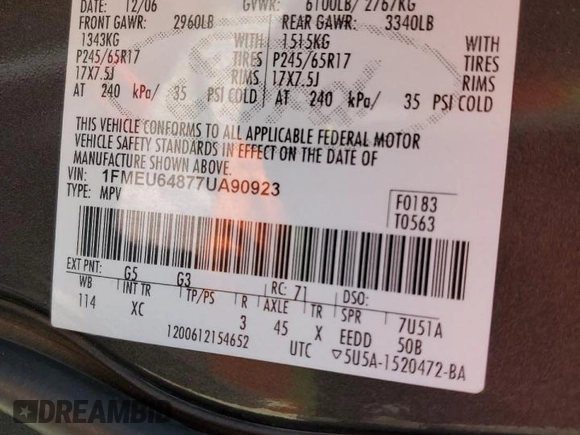 DATE: 12/06 GVWR: 6100LB/ 2767KG
FRONT GAWR: 2960LB REAR GAWR: 3340LB
1343KG WITH 1515KG WITH
P245/65R17 TIRES P245/65R17 TIRES
17X7.5J RIMS 17X7.5J RIMS
AT 240 kPa/ 35 PSI COLD AT 240 kPa/ 35 PSI COLD
THIS VEHICLE CONFORMS TO ALL APPLICABLE FEDERAL MOTOR
VEHICLE SAFETY STANDARDS IN EFFECT ON THE DATE OF
MANUFACTURE SHOWN ABOVE.
VIN: 1FMEU64877UA90923
TYPE: MPV
F0183
T0563
EXT PNT: G5 G3 RC: 71 DSO:
WB INT TR TP/PS R AXLE TR SPR 7U51A
114 XC 3 45 X EEDD 50B
1200612154652 UTC ▽5U5A-1520472-BA
DREAMBID